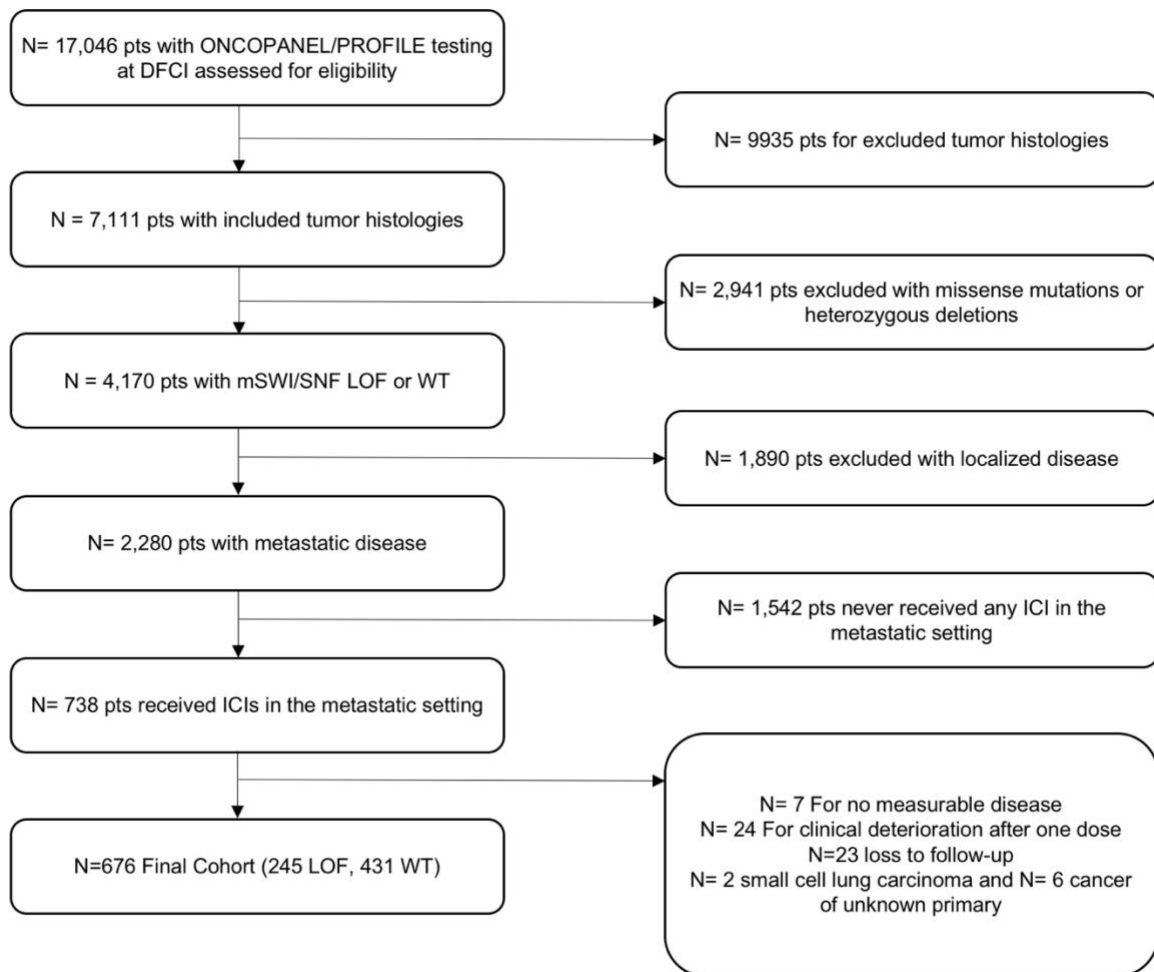 N= 17,046 pts with ONCOPANEL/PROFILE testing
at DFCI assessed for eligibility
N= 9935 pts for excluded tumor histologies
N = 7,111 pts with included tumor histologies
N= 2,941 pts excluded with missense mutations or
heterozygous deletions
N = 4,170 pts with mSWI/SNF LOF or WT
N= 1,890 pts excluded with localized disease
N= 2,280 pts with metastatic disease
N= 1,542 pts never received any ICI in the
metastatic setting
N= 738 pts received ICIs in the metastatic setting
N= 7 For no measurable disease
N= 24 For clinical deterioration after one dose
N=23 loss to follow-up
N= 2 small cell lung carcinoma and N= 6 cancer
of unknown primary
N=676 Final Cohort (245 LOF, 431 WT)